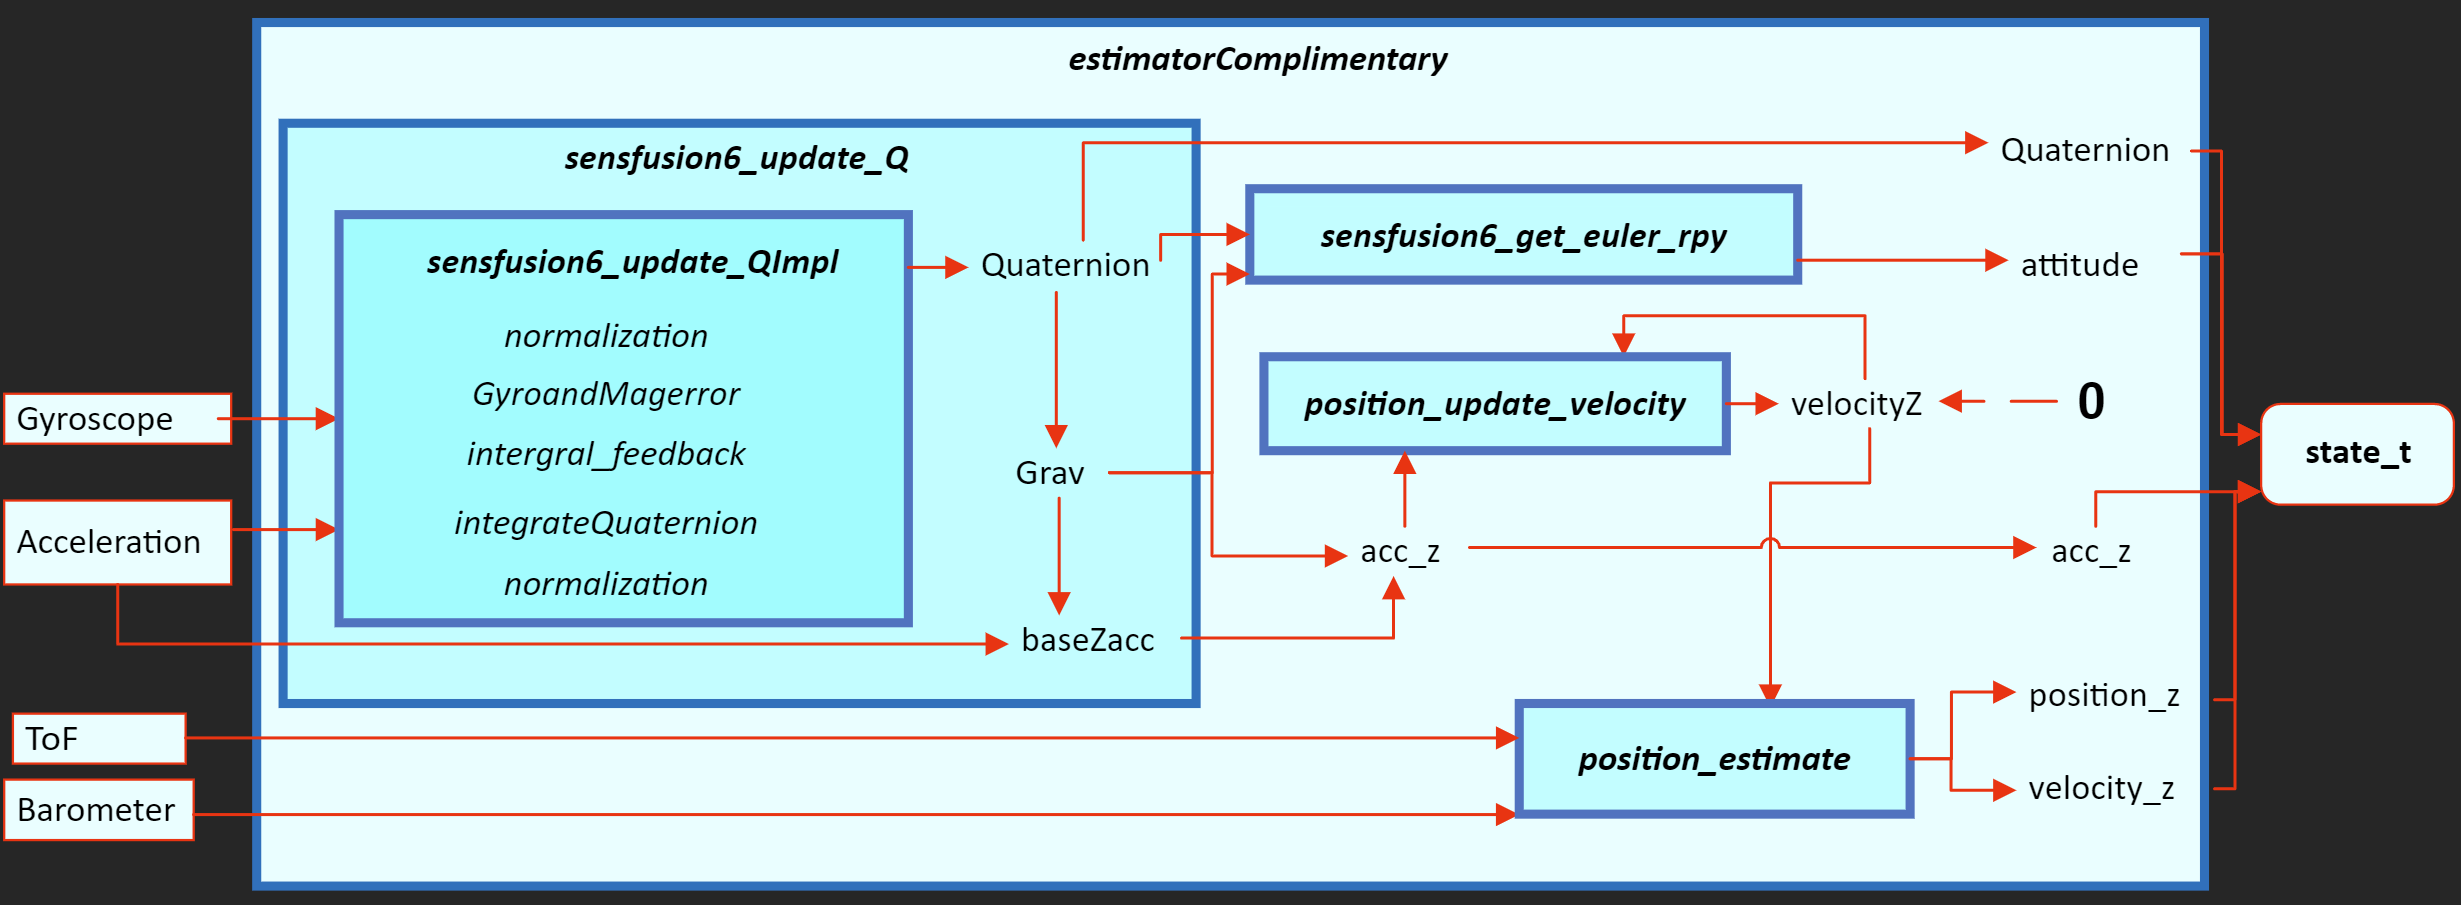 estimatorComplimentary
sensfusion6_update_Q
Quaternion
sensfusion6_update_QImpl
Quaternion
sensfusion6_get_euler_rpy
attitude
normalization
GyroandMagerror
intergral_feedback
integrateQuaternion
normalization
Gyroscope
Acceleration
Grav
baseZacc
position_update_velocity
velocityZ
0
state_t
acc_z
acc_z
ToF
Barometer
position_estimate
position_z
velocity_z